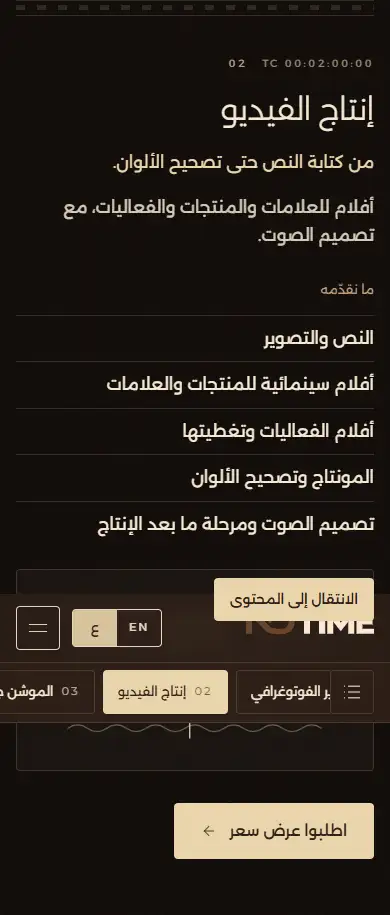 02 TC 00:02:00:00
إنتاج الفيديو
من كتابة النص حتى تصحيح الألوان.
أفلام للعلامات والمنتجات والفعاليات، مع
تصميم الصوت.
ما نقدّمه
النص والتصوير
أفلام سينمائية للمنتجات والعلامات
أفلام الفعاليات وتغطيتها
المونتاج وتصحيح الألوان
تصميم الصوت ومرحلة ما بعد الإنتاج
الانتقال إلى المحتوى
TIME
EN ع
02 إنتاج الفيديو
03 الموشن
اطلبوا عرض سعر ←